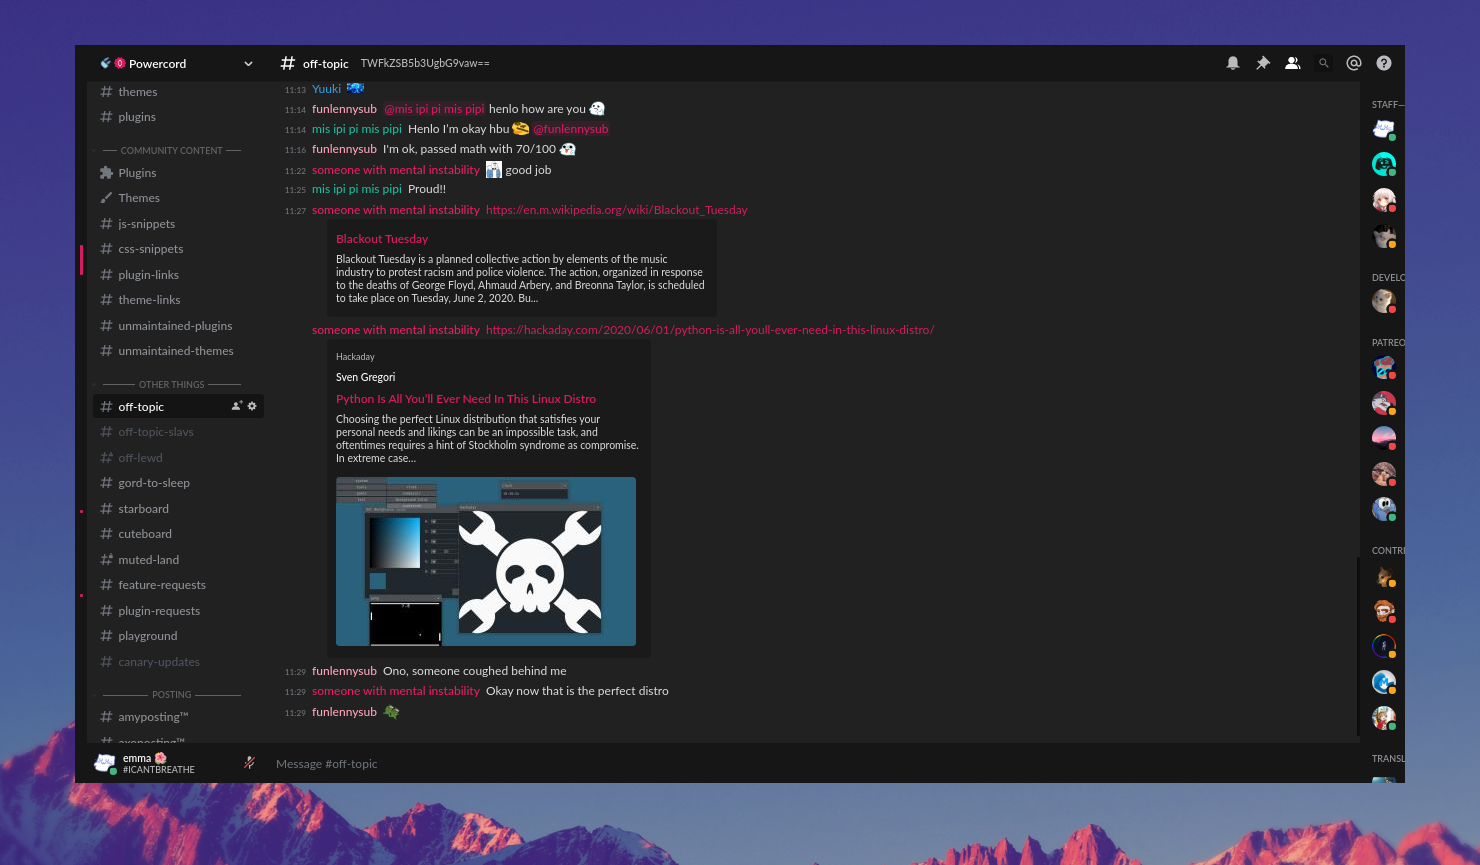 Powercord
off-topic TWFkZSB5b3UgbG9vaw==
themes
plugins
COMMUNITY CONTENT
Plugins
Themes
js-snippets
css-snippets
plugin-links
theme-links
unmaintained-plugins
unmaintained-themes
OTHER THINGS
off-topic
off-topic-slavs
off-lewd
gord-to-sleep
starboard
cuteboard
muted-land
feature-requests
plugin-requests
playground
canary-updates
POSTING
amyposting™
axoposting™
emma
#ICANTBREATHE
11:13 Yuuki
11:14 funlennysub @mis ipi pi mis pipi henlo how are you
11:14 mis ipi pi mis pipi Henlo I'm okay hbu @funlennysub
11:16 funlennysub I'm ok, passed math with 70/100
11:22 someone with mental instability good job
11:25 mis ipi pi mis pipi Proud!!
11:27 someone with mental instability https://en.m.wikipedia.org/wiki/Blackout_Tuesday
Blackout Tuesday
Blackout Tuesday is a planned collective action by elements of the music
industry to protest racism and police violence. The action, organized in response
to the deaths of George Floyd, Ahmaud Arbery, and Breonna Taylor, is scheduled
to take place on Tuesday, June 2, 2020. Bu...
someone with mental instability https://hackaday.com/2020/06/01/python-is-all-youll-ever-need-in-this-linux-distro/
Hackaday
Sven Gregori
Python Is All You'll Ever Need In This Linux Distro
Choosing the perfect Linux distribution that satisfies your
personal needs and likings can be an impossible task, and
oftentimes requires a hint of Stockholm syndrome as compromise.
In extreme case...
11:29 funlennysub Ono, someone coughed behind me
11:29 someone with mental instability Okay now that is the perfect distro
11:29 funlennysub
Message #off-topic
STAFF—
DEVELO
PATREO
CONTRI
TRANSL